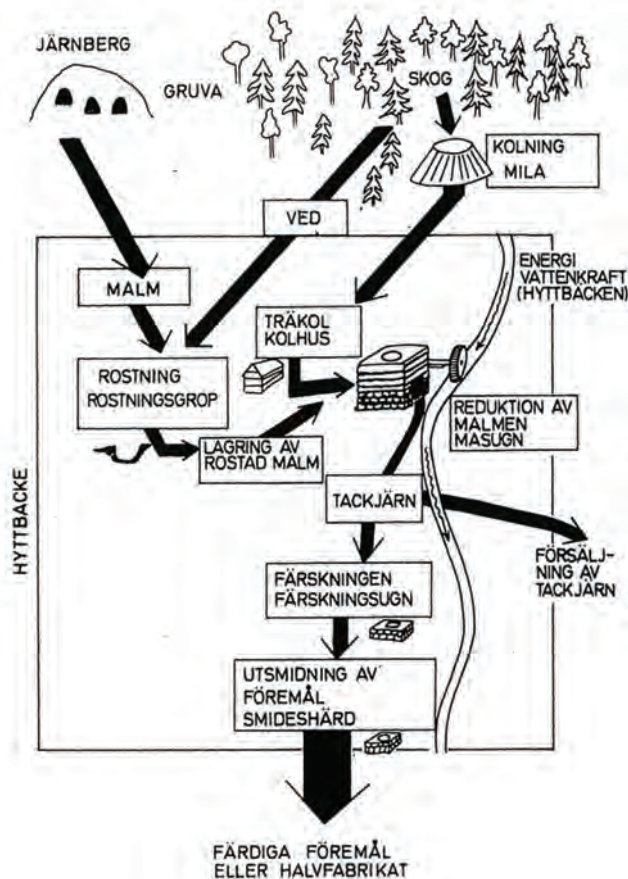 JÄRNBERG
GRUVA
SKOG
KOLNING
MILA
VED
ENERGI
VATTENKRAFT
(HYTTBÄCKEN)
MALM
TRÄKOL
KOLHUS
ROSTNING
ROSTNINGSGROP
REDUKTION AV
MALMEN
MASUGN
LAGRING AV
ROSTAD MALM
TACKJÄRN
HYTTBACKE
FÖRSÄLJ-
NING AV
TACKJÄRN
FÄRSKNINGEN
FÄRSKNINGSUGN
UTSMIDNING AV
FÖREMÅL
SMIDESHÄRD
FÄRDIGA FÖREMÅL
ELLER HALVFABRIKAT